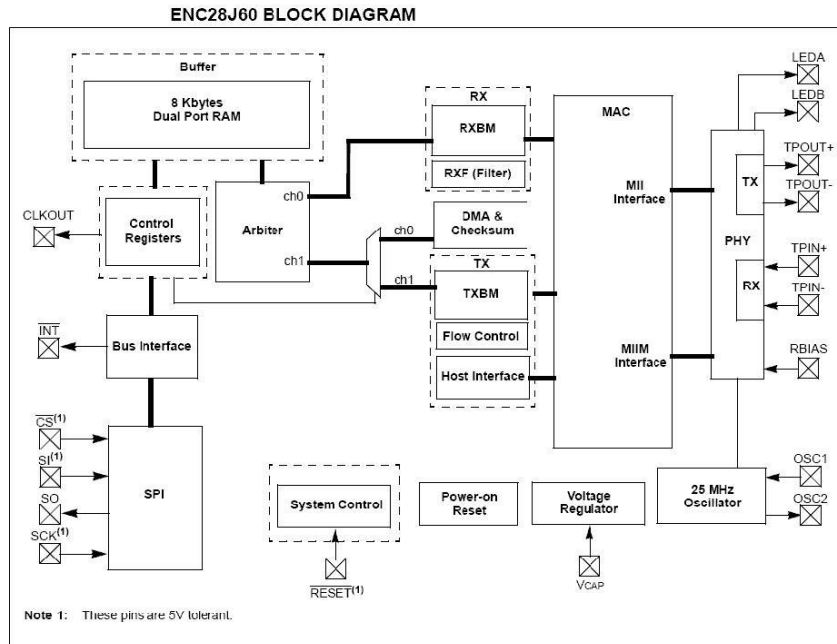 ENC28J60 BLOCK DIAGRAM
Buffer
8 Kbytes
Dual Port RAM
RX
RXBM
RXF (Filter)
MAC
MII
Interface
MIIM
Interface
LEDA
LEDB
TPOUT+
TPOUT-
TX
PHY
RX
TPIN+
TPIN-
RBIAS
CLKOUT
Control
Registers
Arbiter
ch0
ch1
ch0
ch1
DMA &
Checksum
TX
TXBM
Flow Control
Host Interface
INT
Bus Interface
CS(1)
SI(1)
SO
SCK(1)
SPI
System Control
RESET(1)
Power-on
Reset
Voltage
Regulator
VCAP
25 MHz
Oscillator
OSC1
OSC2
Note 1: These pins are 5V tolerant.